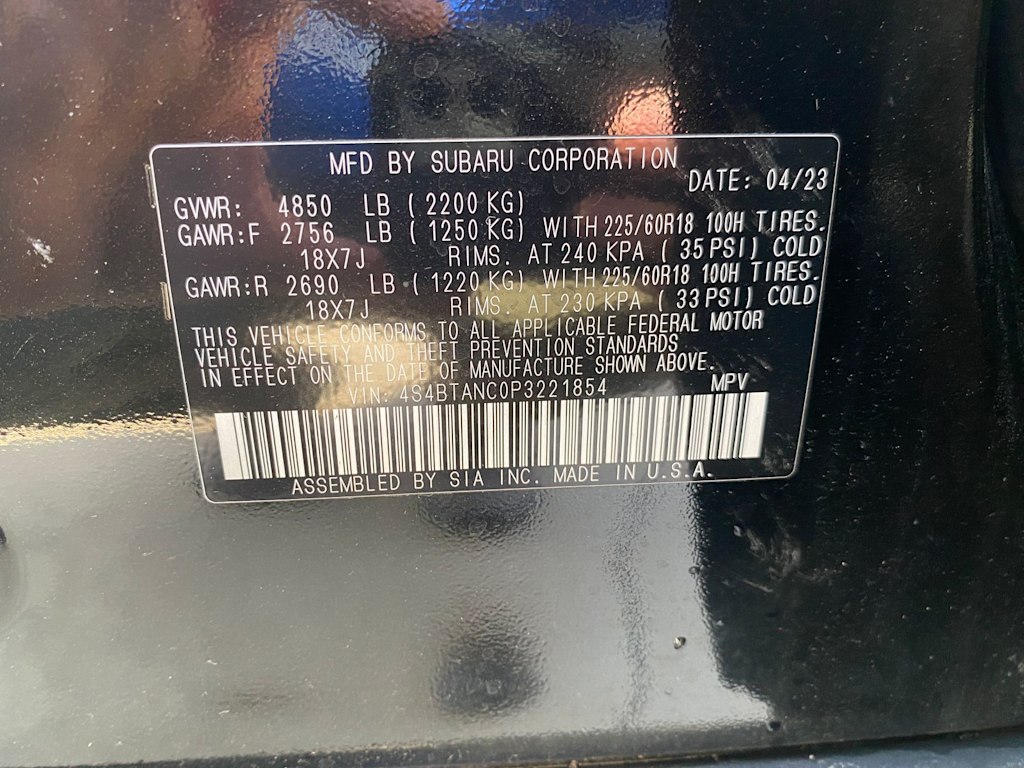 MFD BY SUBARU CORPORATION
DATE: 04/23
GVWR: 4850 LB (2200 KG)
GAWR:F 2756 LB (1250 KG) WITH 225/60R18 100H TIRES.
18X7J RIMS. AT 240 KPA (35 PSI) COLD
GAWR:R 2690 LB (1220 KG) WITH 225/60R18 100H TIRES.
18X7J RIMS. AT 230 KPA (33 PSI) COLD
THIS VEHICLE CONFORMS TO ALL APPLICABLE FEDERAL MOTOR
VEHICLE SAFETY AND THEFT PREVENTION STANDARDS
IN EFFECT ON THE DATE OF MANUFACTURE SHOWN ABOVE.
VIN: 4S4BTANC0P3221854 MPV
ASSEMBLED BY SIA INC. MADE IN U.S.A.